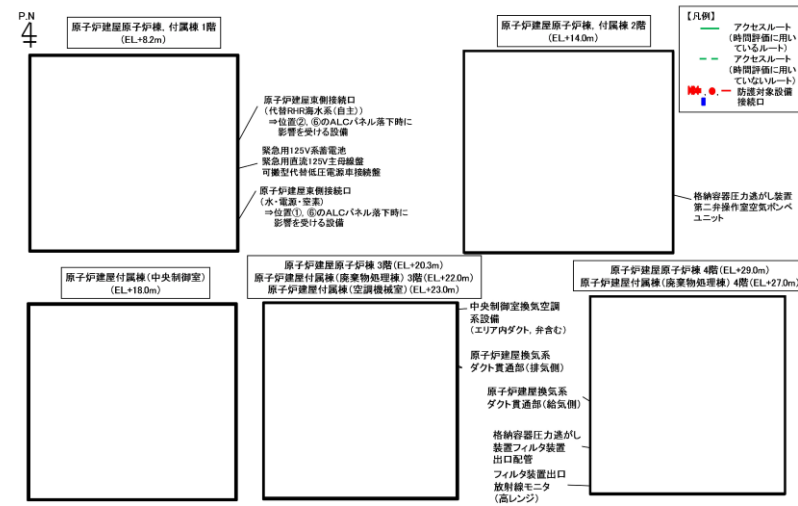 P.N
原子炉建屋原子炉棟, 付属棟 1階
(EL.+8.2m)
原子炉建屋東側接続口
(代替RHR海水系(自主))
⇒位置②, ⑥のALCパネル落下時に
影響を受ける設備
緊急用125V系蓄電池
緊急用直流125V主母線盤
可搬型代替低圧電源車接続盤
原子炉建屋東側接続口
(水・電源・窒素)
⇒位置①, ⑥のALCパネル落下時に
影響を受ける設備
原子炉建屋原子炉棟, 付属棟 2階
(EL.+14.0m)
【凡例】
アクセスルート
(時間評価に用い
ているルート)
アクセスルート
(時間評価に用い
ていないルート)
防護対象設備
接続口
格納容器圧力逃がし装置
第二弁操作室空気ボンベ
ユニット
原子炉建屋付属棟(中央制御室)
(EL.+18.0m)
原子炉建屋原子炉棟 3階(EL.+20.3m)
原子炉建屋付属棟(廃棄物処理棟) 3階(EL.+22.0m)
原子炉建屋付属棟(空調機械室) (EL.+23.0m)
中央制御室換気空調
系設備
(エリア内ダクト, 弁含む)
原子炉建屋換気系
ダクト貫通部(排気側)
原子炉建屋原子炉棟 4階(EL.+29.0m)
原子炉建屋付属棟(廃棄物処理棟) 4階(EL.+27.0m)
原子炉建屋換気系
ダクト貫通部(給気側)
格納容器圧力逃がし
装置フィルタ装置
出口配管
フィルタ装置出口
放射線モニタ
(高レンジ)